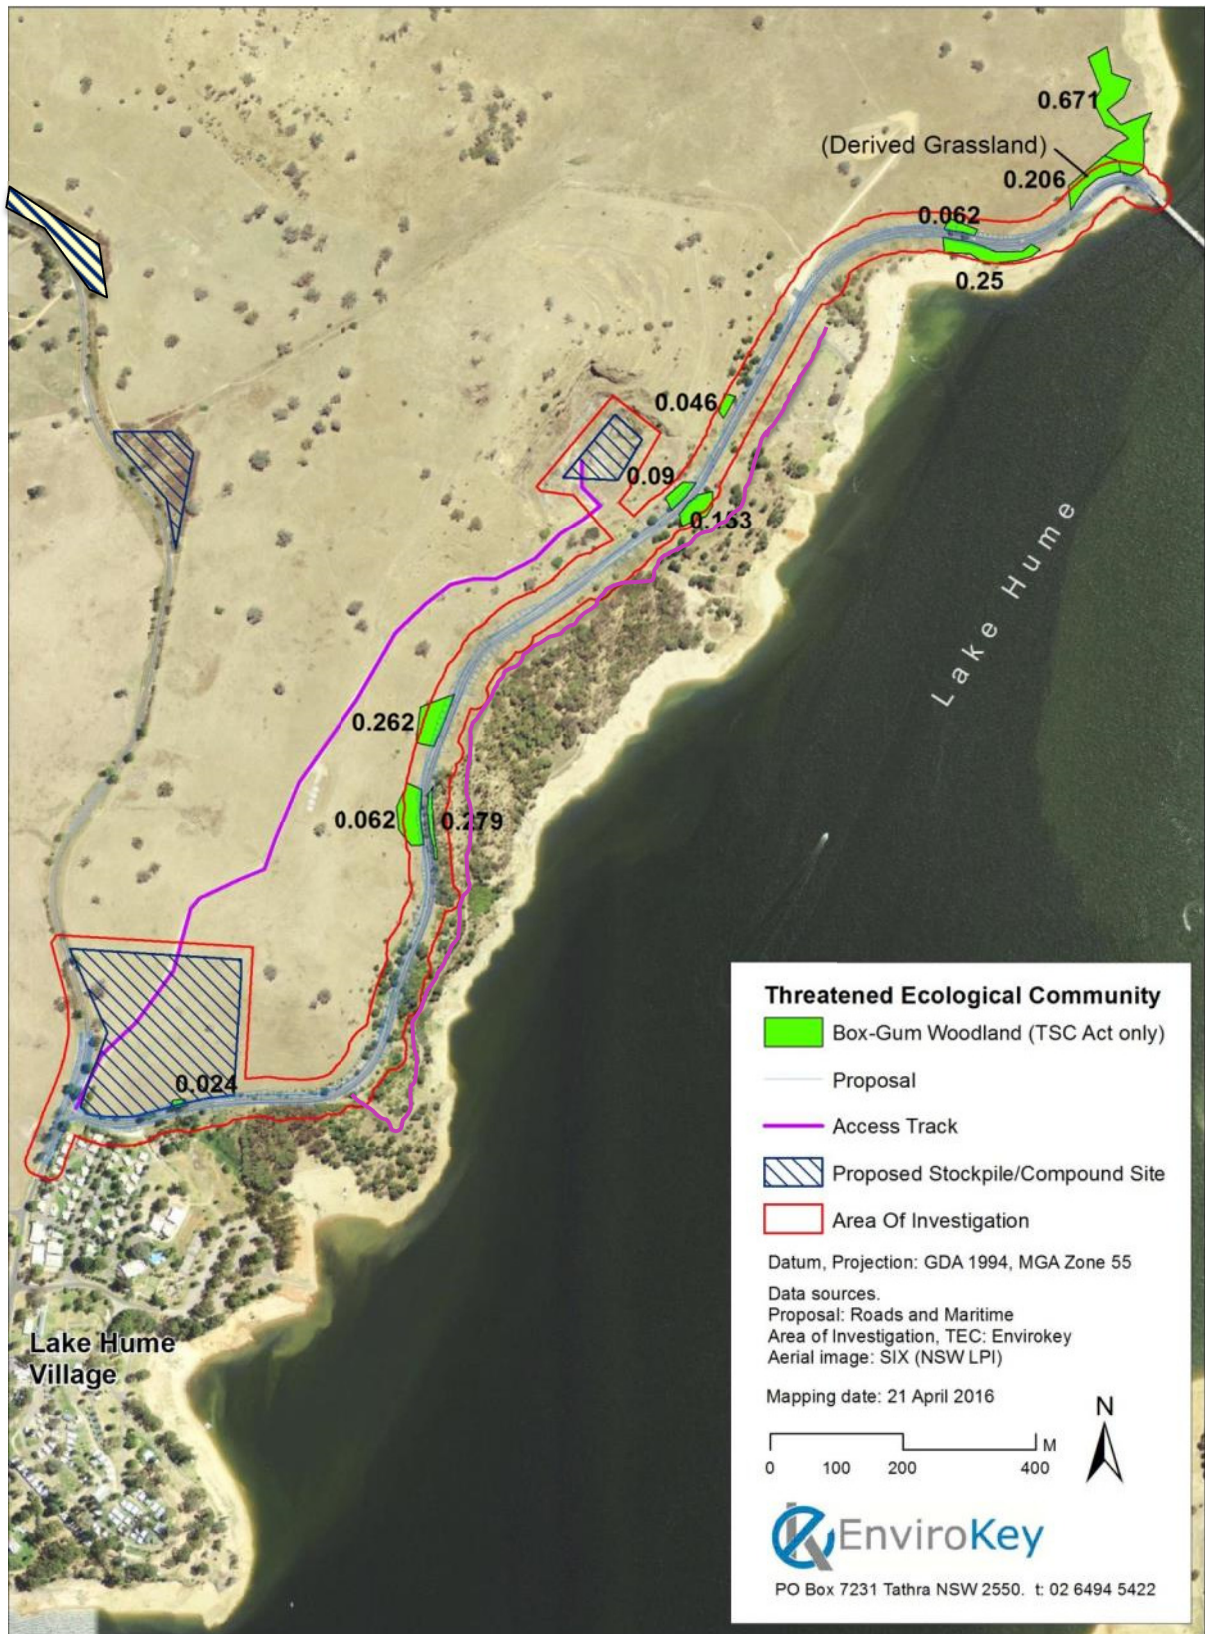 0.671
(Derived Grassland)
0.206
0.062
0.25
0.046
0.09
0.153
Lake Hume
0.262
0.062
0.279
0.024
Lake Hume
Village
Threatened Ecological Community
Box-Gum Woodland (TSC Act only)
Proposal
Access Track
Proposed Stockpile/Compound Site
Area Of Investigation
Datum, Projection: GDA 1994, MGA Zone 55
Data sources.
Proposal: Roads and Maritime
Area of Investigation, TEC: Envirokey
Aerial image: SIX (NSW LPI)
Mapping date: 21 April 2016
N
M
0 100 200 400
EnviroKey
PO Box 7231 Tathra NSW 2550. t: 02 6494 5422